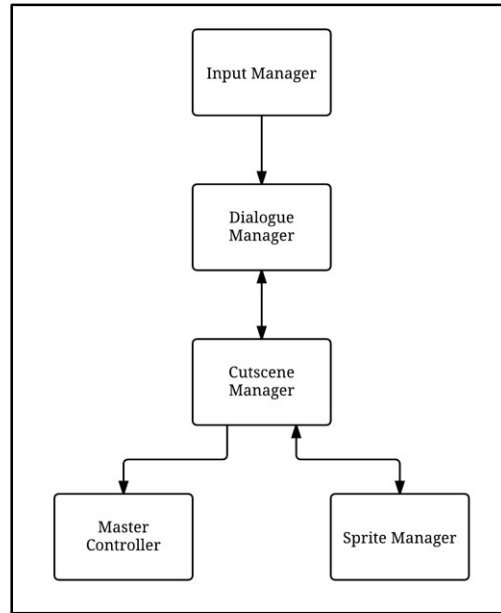 Input Manager
Dialogue
Manager
Cutscene
Manager
Master
Controller
Sprite Manager